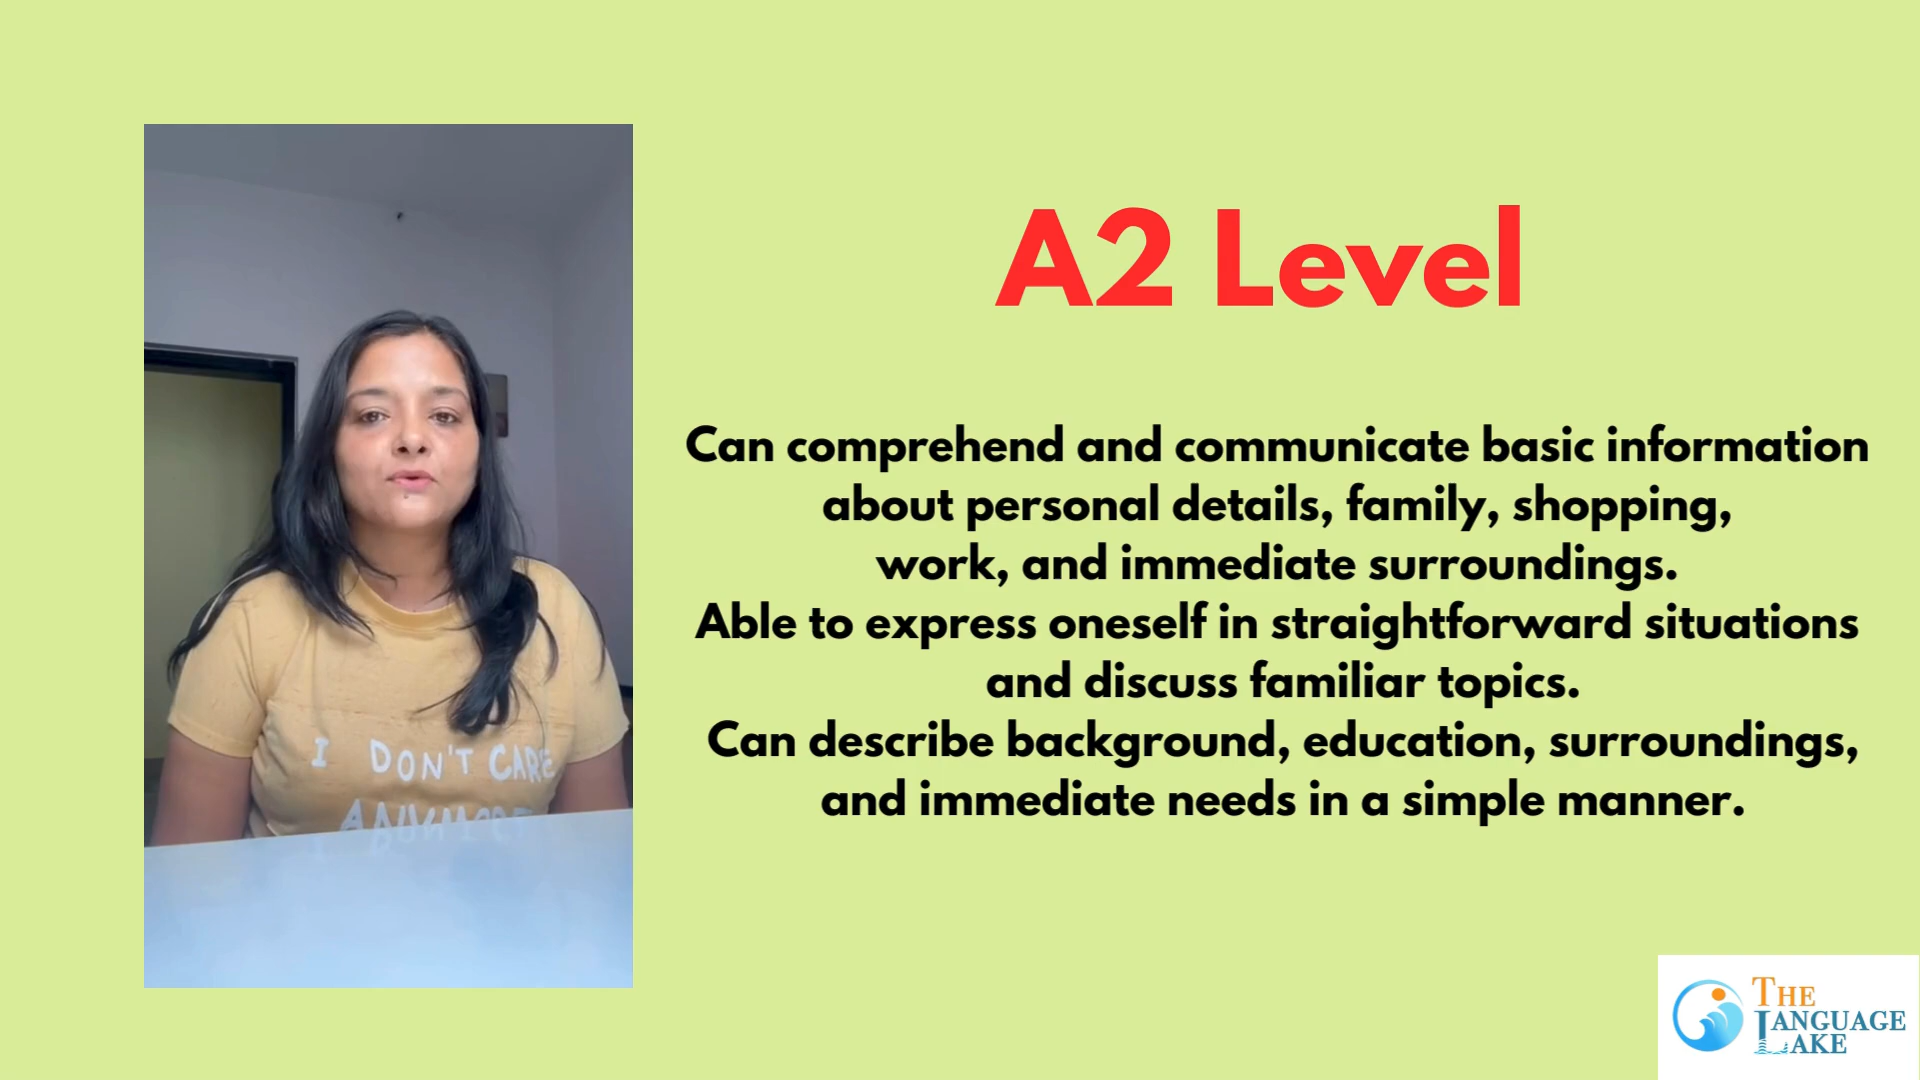 A2 Level
Can comprehend and communicate basic information
about personal details, family, shopping,
work, and immediate surroundings.
Able to express oneself in straightforward situations
and discuss familiar topics.
Can describe background, education, surroundings,
and immediate needs in a simple manner.
I DON'T CARE
ANYMORE
THE
LANGUAGE
LAKE